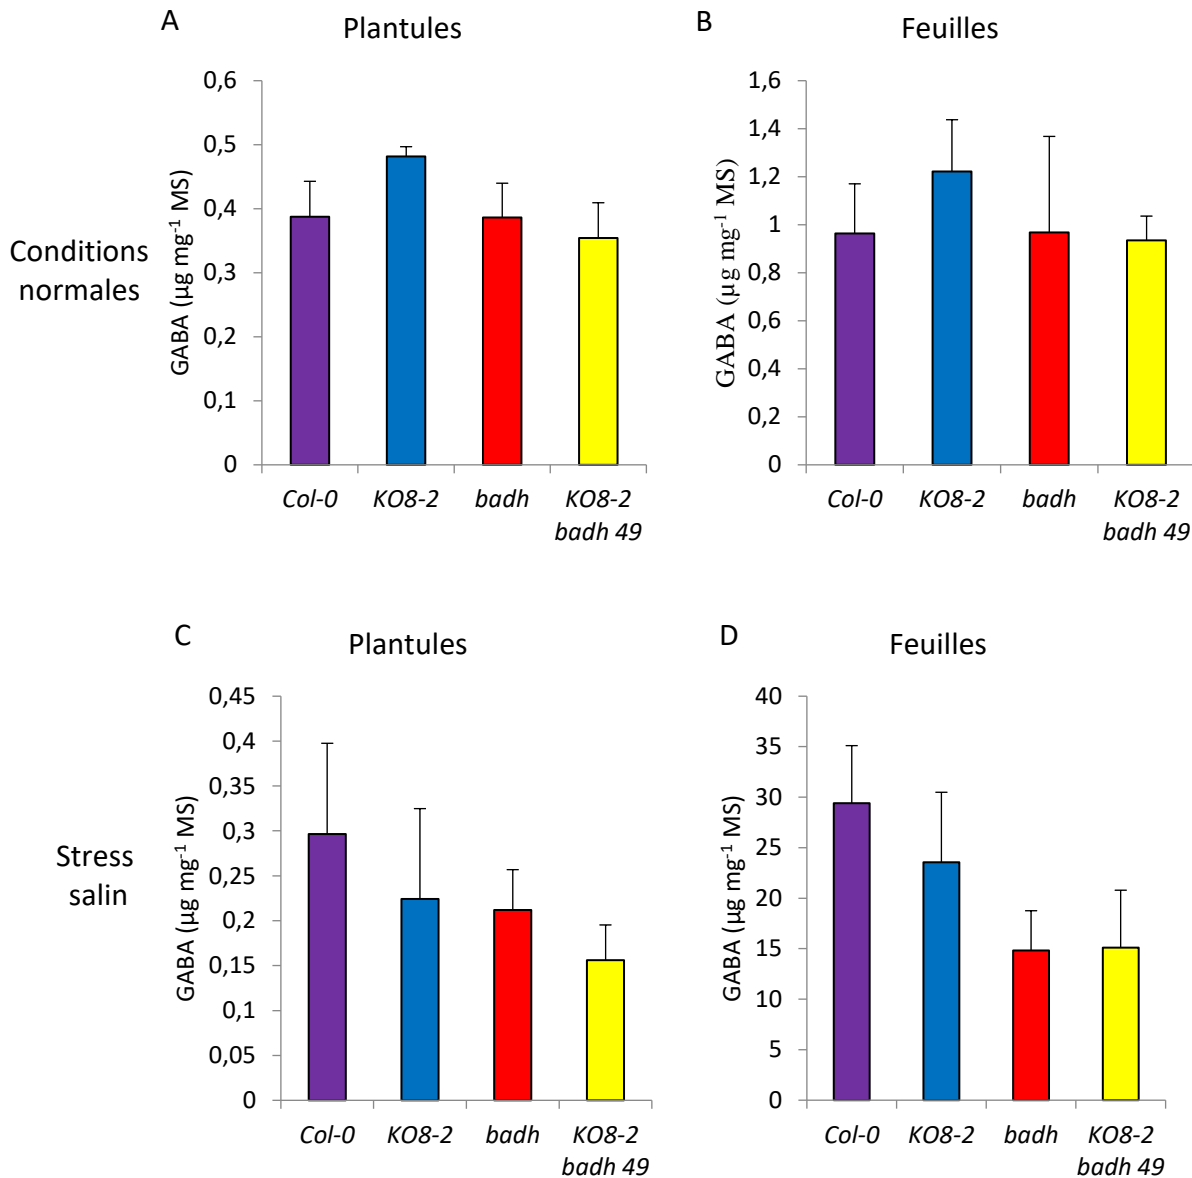 A
Plantules
GABA (µg mg⁻¹ MS)
0,6
0,5
0,4
0,3
0,2
0,1
0
Col-0 KO8-2 badh KO8-2
badh 49
B
Feuilles
GABA (µg mg⁻¹ MS)
1,6
1,4
1,2
1
0,8
0,6
0,4
0,2
0
Col-0 KO8-2 badh KO8-2
badh 49
Conditions
normales
C
Plantules
GABA (µg mg⁻¹ MS)
0,45
0,4
0,35
0,3
0,25
0,2
0,15
0,1
0,05
0
Col-0 KO8-2 badh KO8-2
badh 49
D
Feuilles
GABA (µg mg⁻¹ MS)
40
35
30
25
20
15
10
5
0
Col-0 KO8-2 badh KO8-2
badh 49
Stress
salin